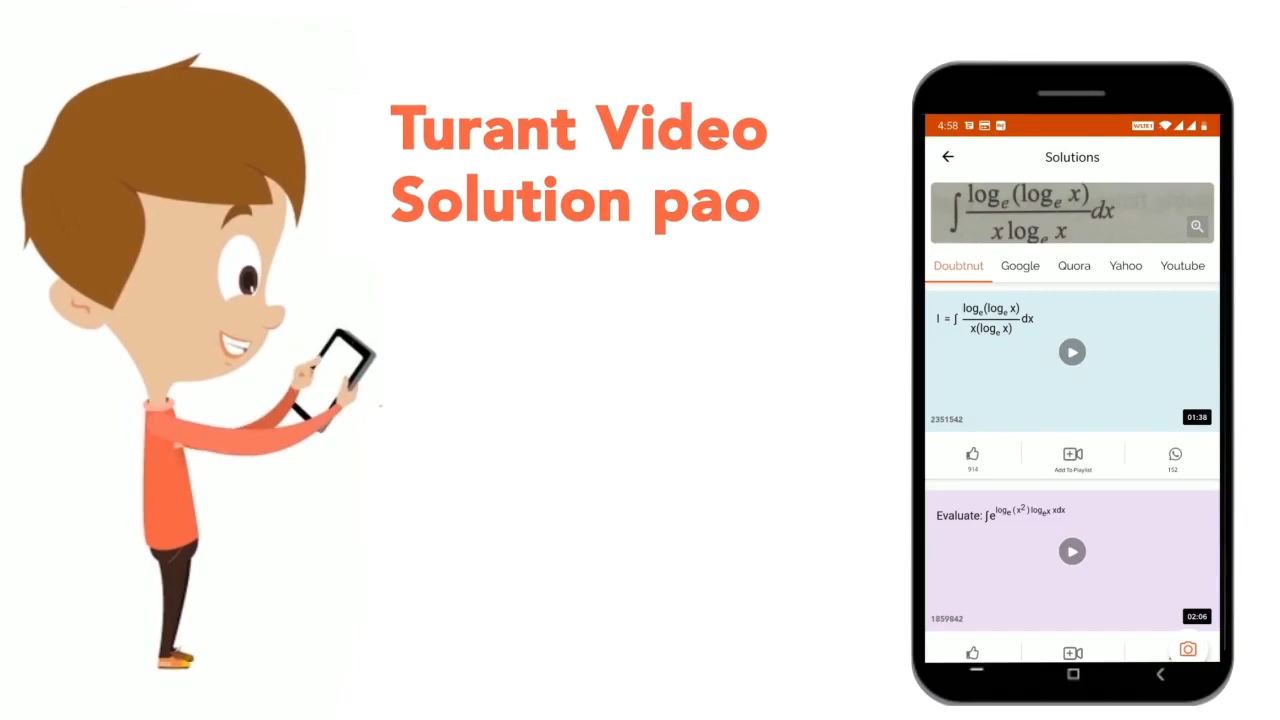 Turant Video
Solution pao
4:58
VoLTE1
Solutions
∫ logₑ(logₑ x) / x logₑ x dx
Doubtnut Google Quora Yahoo Youtube
I = ∫ logₑ(logₑ x) / x(logₑ x) dx
2351542 01:38
914 Add To Playlist 152
Evaluate: ∫e^logₑ(x²)logₑx xdx
1859842 02:06